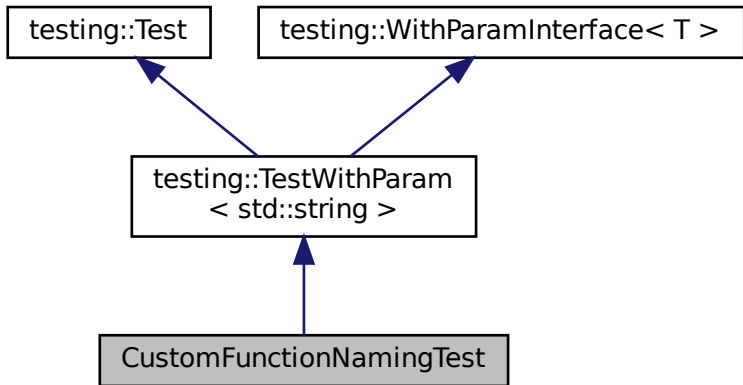 testing::Test
testing::WithParamInterface< T >
testing::TestWithParam
< std::string >
CustomFunctionNamingTest